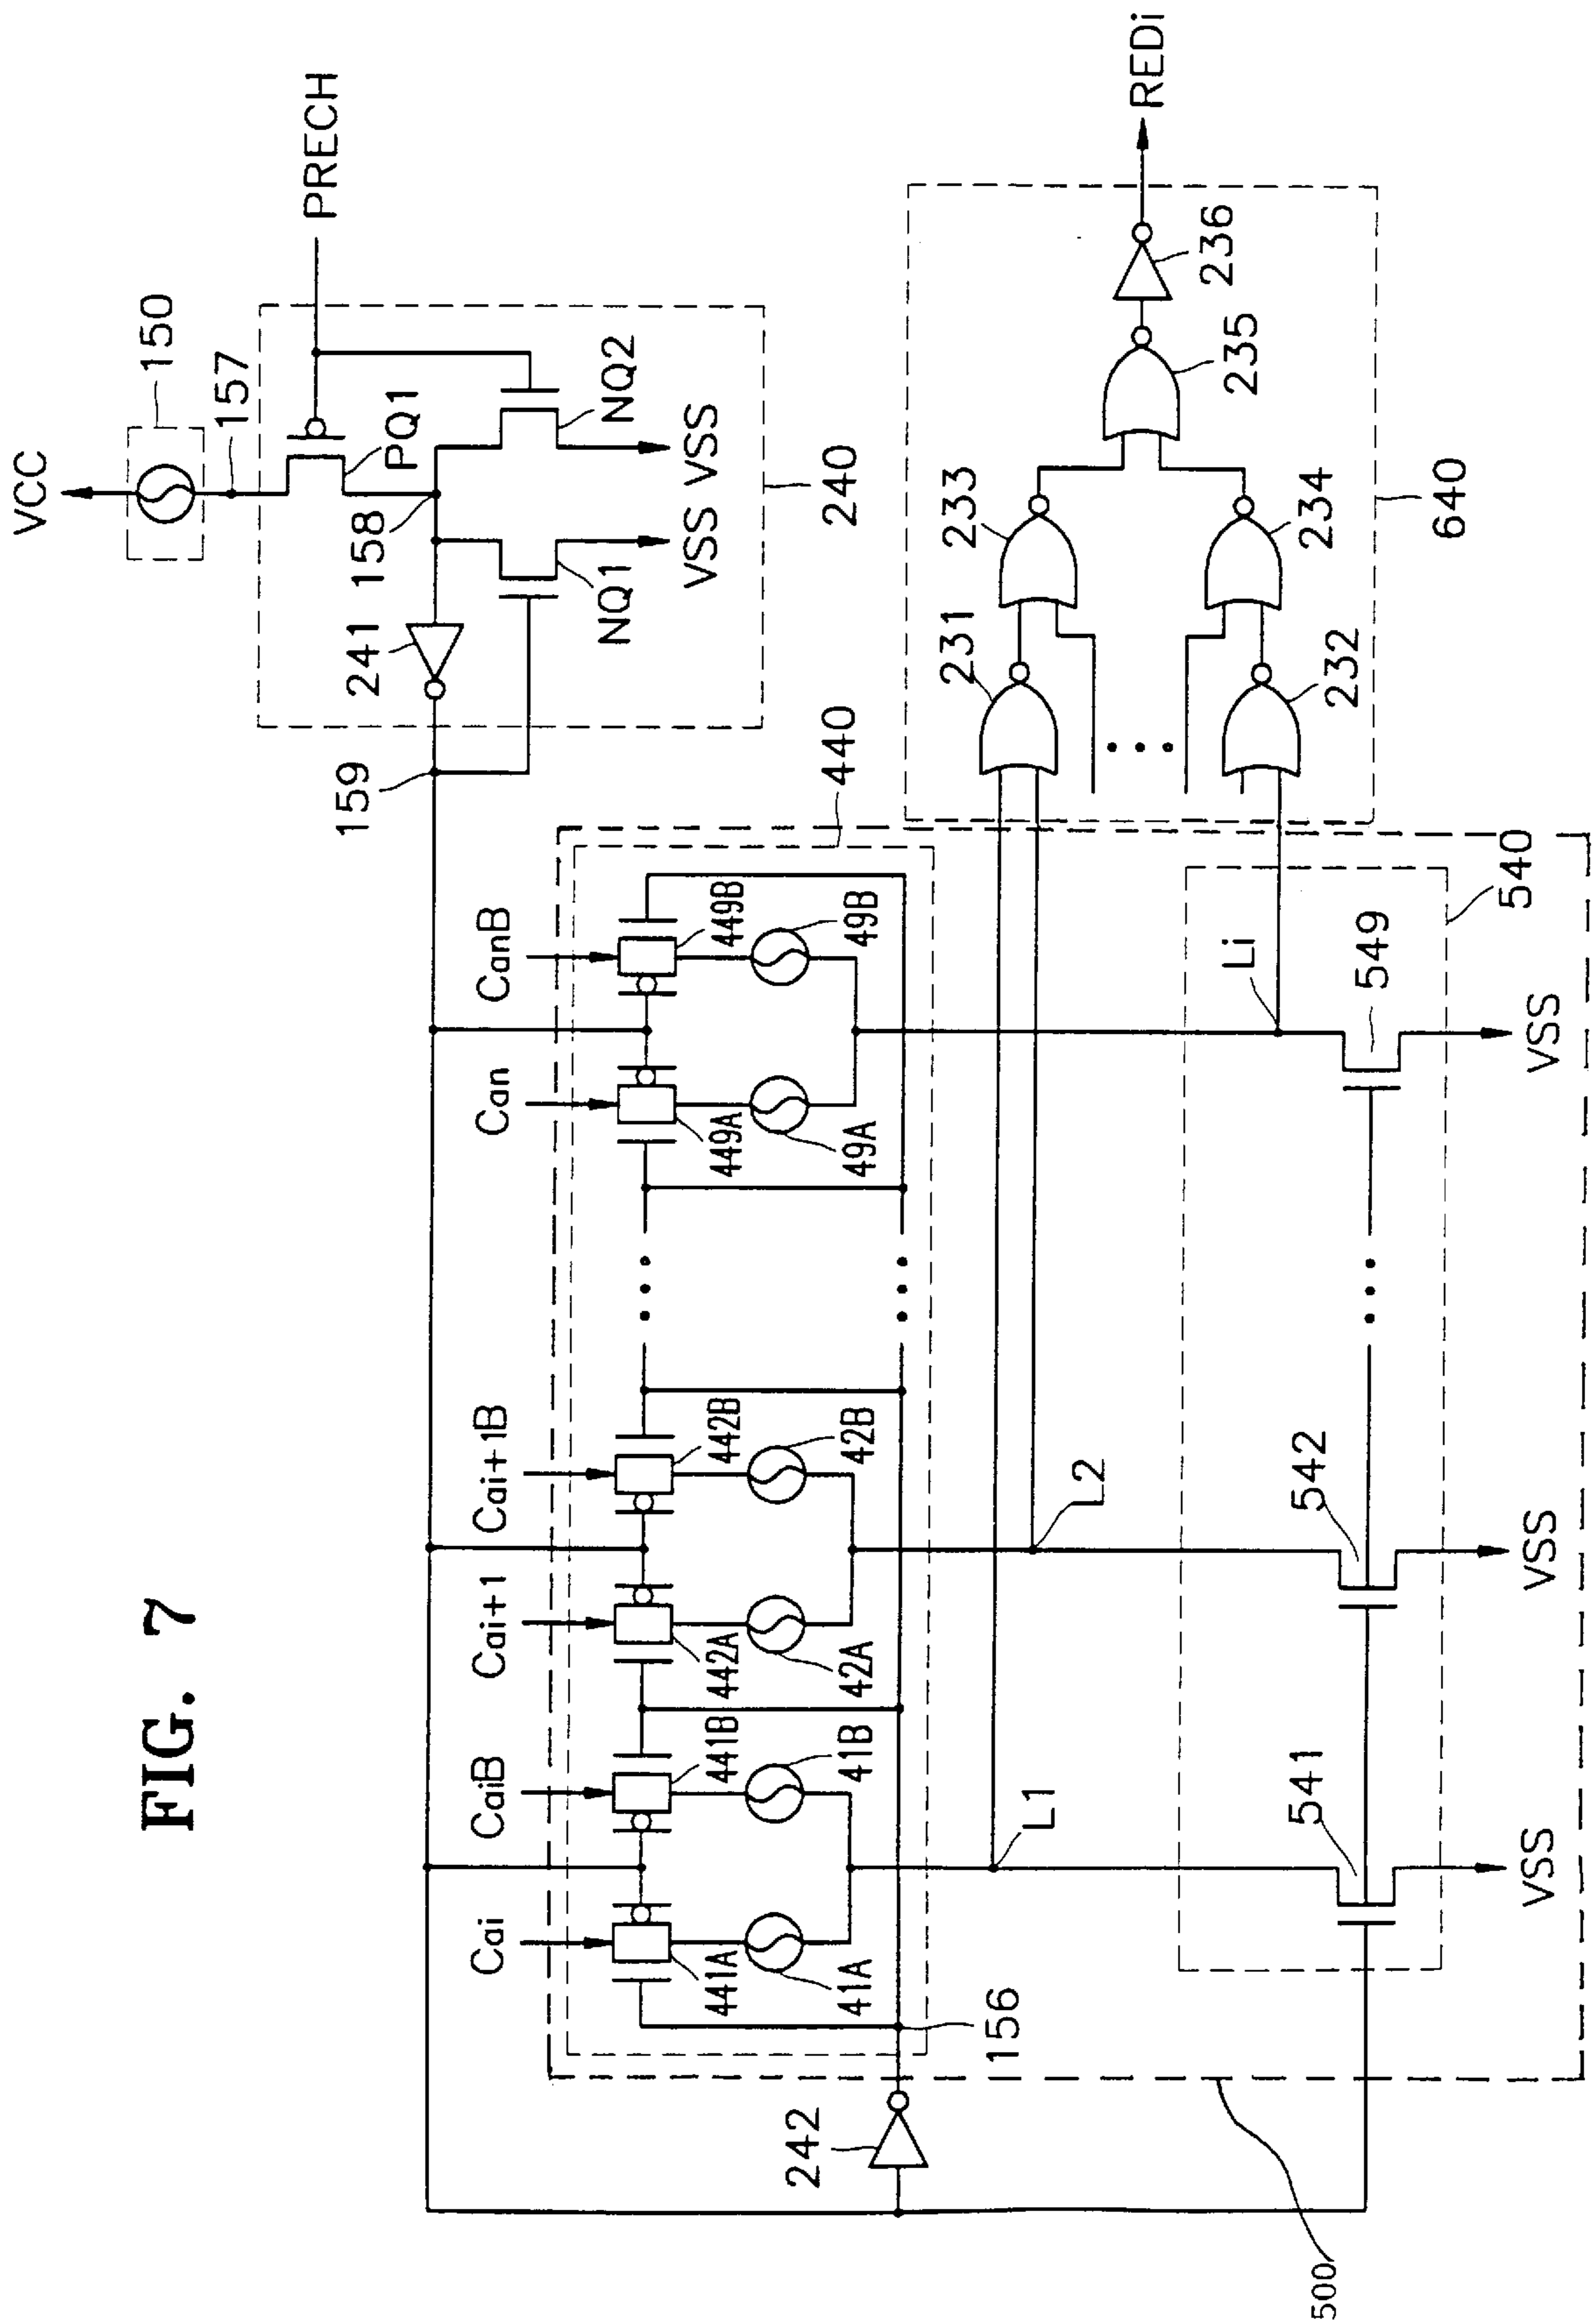 FIG. 7
VCC
150
157
PRECH
PQ1
158
NQ2
241
NQ1
VSS
VSS
240
159
440
Cai
CaiB
Cai+1
Cai+1B
Can
CanB
441A
441B
442A
442B
449A
449B
41A
41B
42A
42B
49A
49B
242
156
L1
L2
Li
231
233
232
234
235
236
REDi
640
541
542
549
540
VSS
VSS
VSS
500